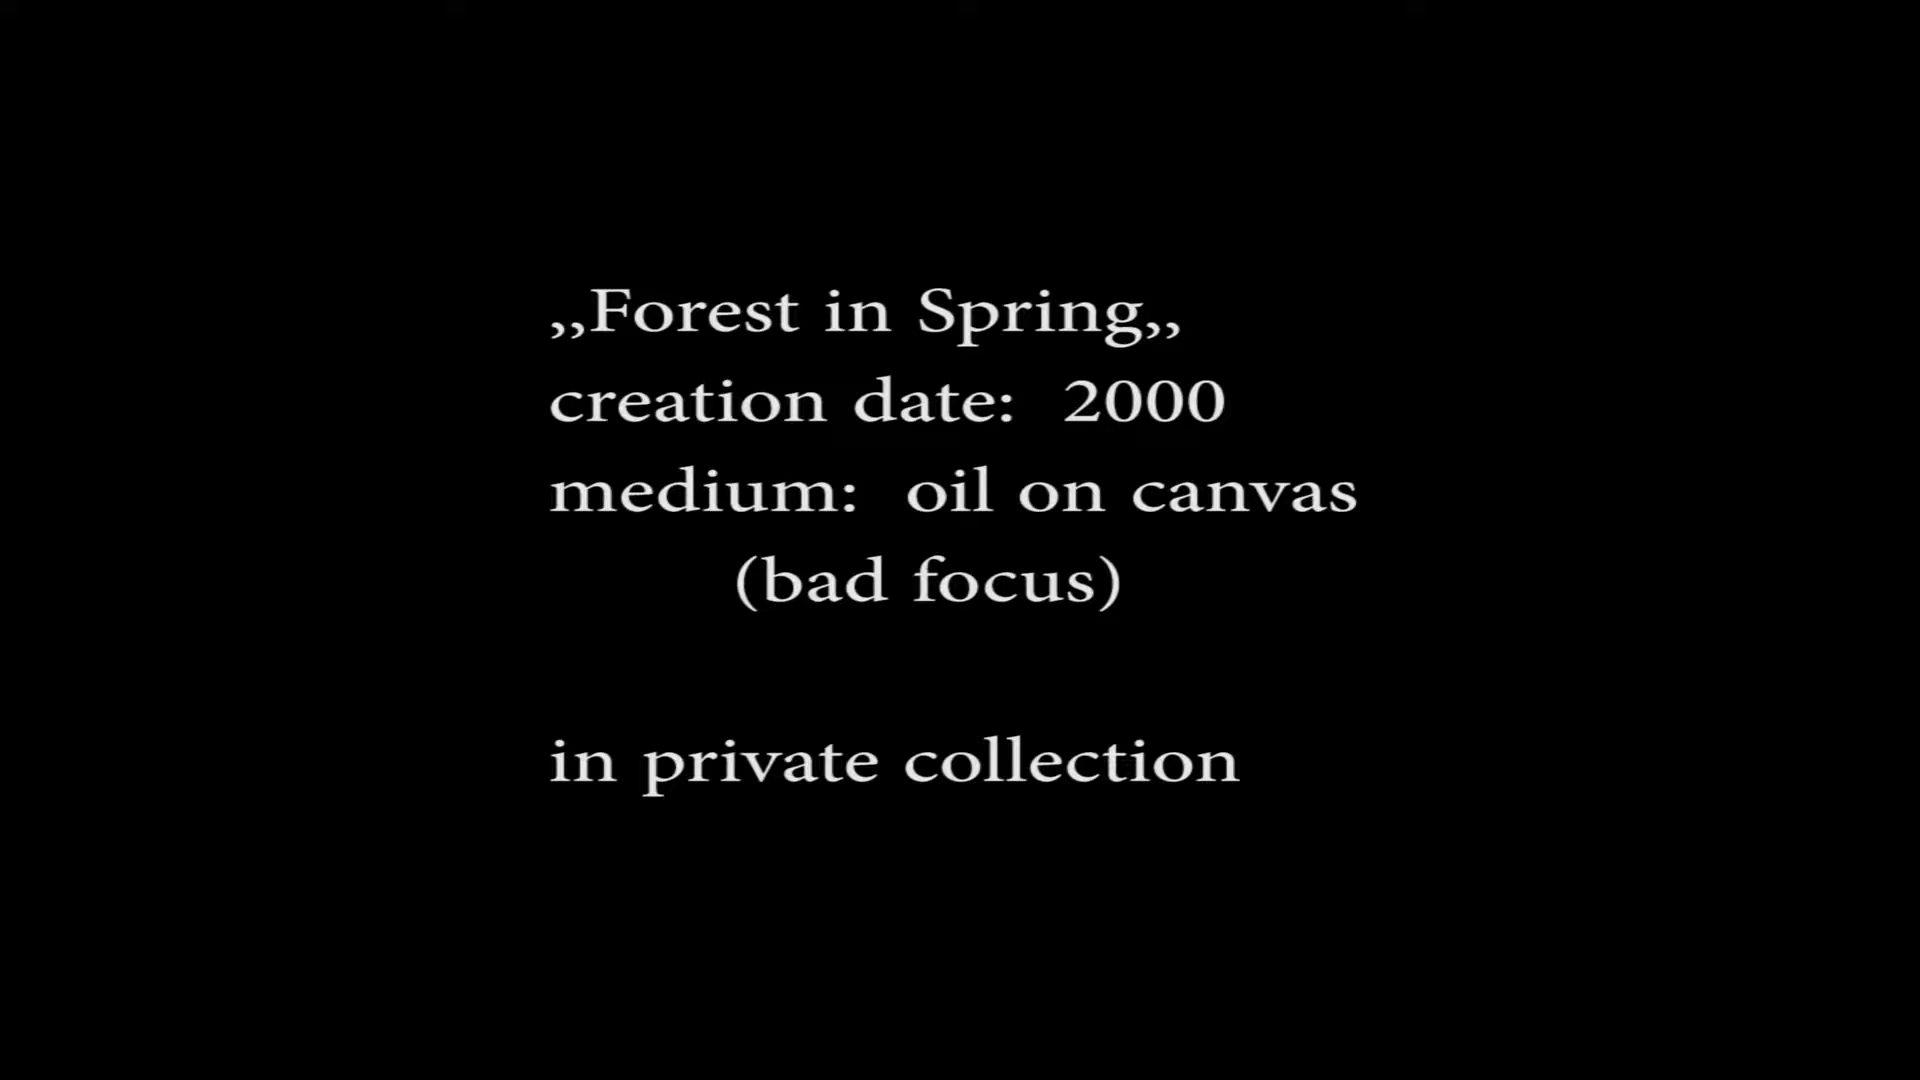 ,,Forest in Spring,,
creation date: 2000
medium: oil on canvas
(bad focus)
in private collection